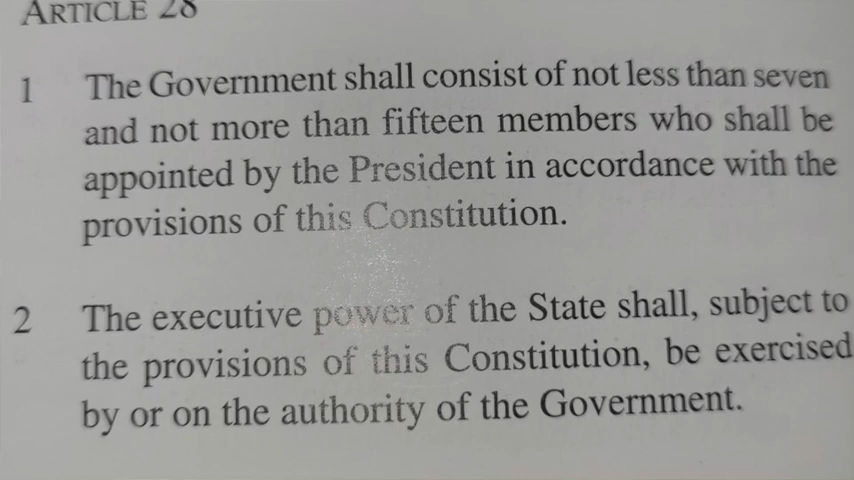 ARTICLE 28
1 The Government shall consist of not less than seven
and not more than fifteen members who shall be
appointed by the President in accordance with the
provisions of this Constitution.
2 The executive power of the State shall, subject to
the provisions of this Constitution, be exercised
by or on the authority of the Government.